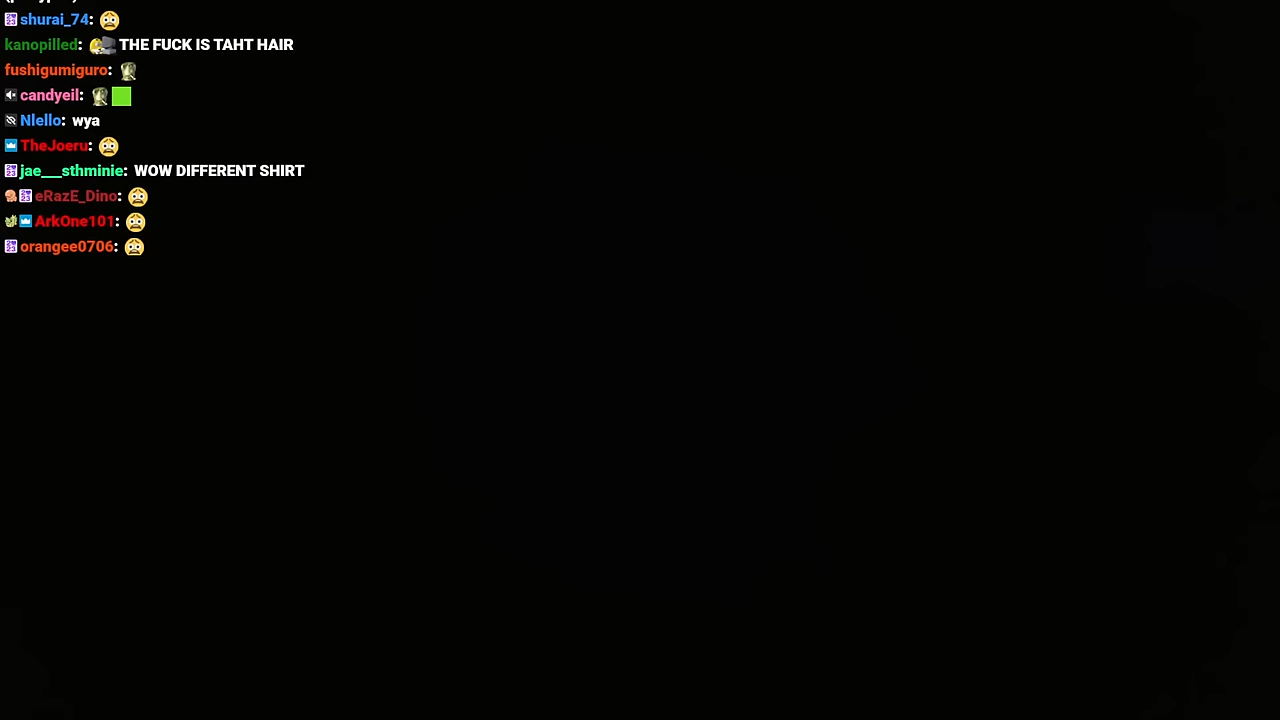 shurai_74:
kanopilled: THE FUCK IS TAHT HAIR
fushigumiguro:
candyeil:
Nlello: wya
TheJoeru:
jae___sthminie: WOW DIFFERENT SHIRT
eRazE_Dino:
ArkOne101:
orangee0706: